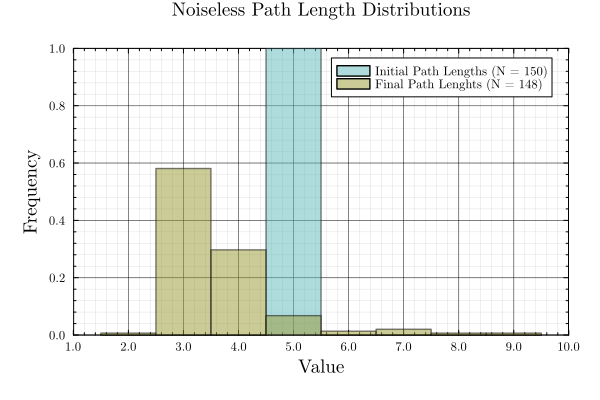 Noiseless Path Length Distributions
Initial Path Lengths (N = 150)
Final Path Lenghts (N = 148)
Frequency
1.0
0.8
0.6
0.4
0.2
0.0
1.0 2.0 3.0 4.0 5.0 6.0 7.0 8.0 9.0 10.0
Value